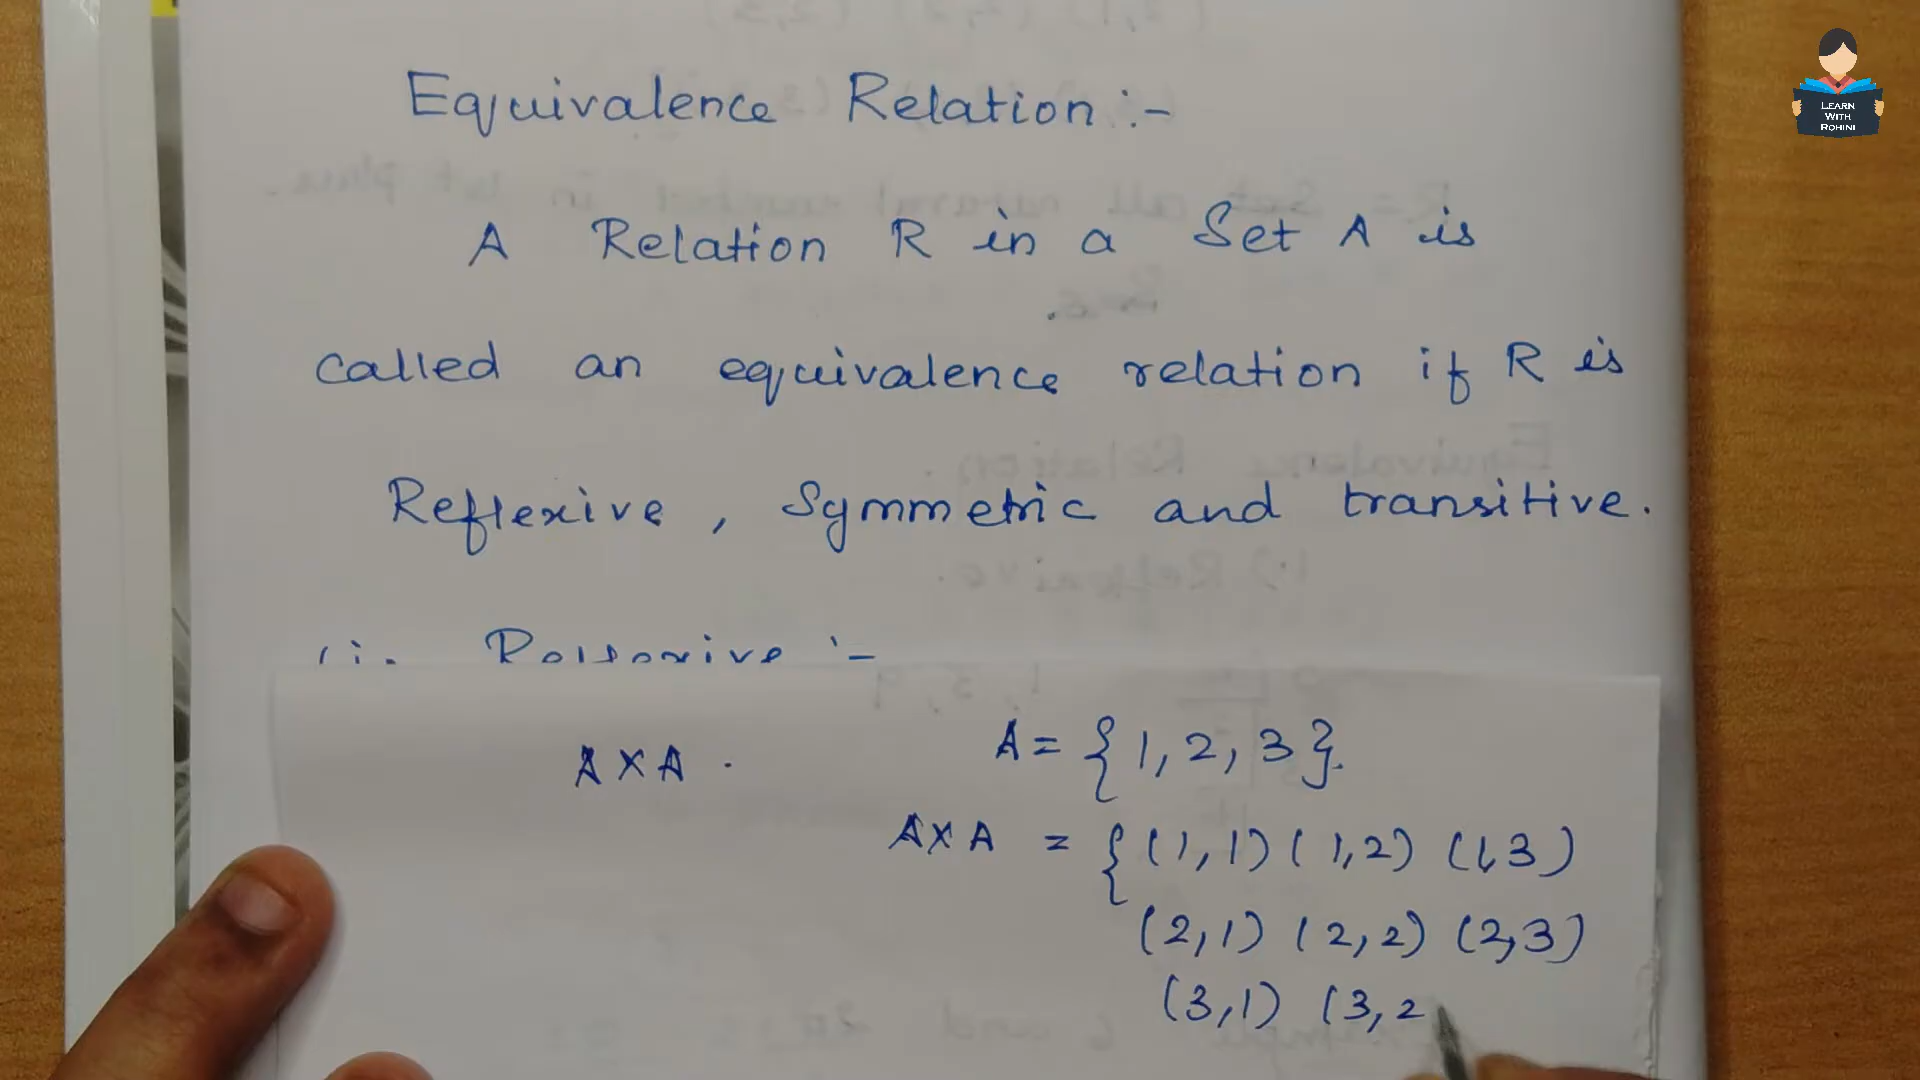 LEARN
WITH
ROHINI
Equivalence Relation :-
A Relation R in a Set A is
called an equivalence relation if R is
Reflexive, Symmetric and transitive.
(i. Reflexive :-
A×A .
A = {1, 2, 3}.
A×A = {(1,1) (1,2) (1,3)
(2,1) (2,2) (2,3)
(3,1) (3,2